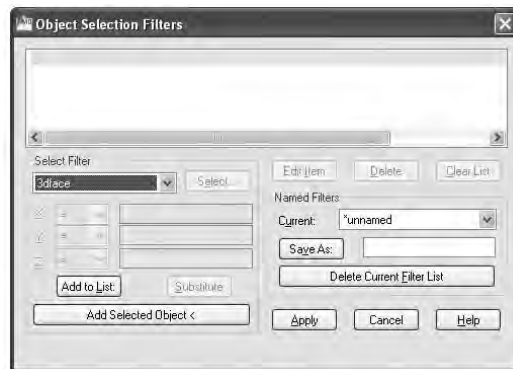 Object Selection Filters
Select Filter
3dface
Select...
X:
=
Y:
=
Z:
=
Add to List:
Substitute
Add Selected Object <
Edit Item
Delete
Clear List
Named Filters
Current:
*unnamed
Save As:
Delete Current Filter List
Apply
Cancel
Help